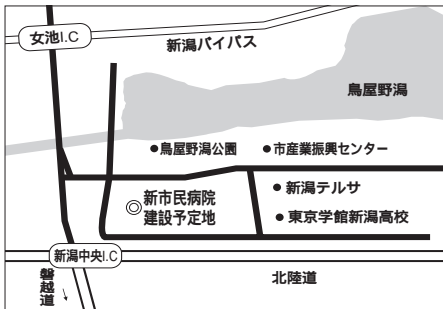 女池I.C
新潟バイパス
鳥屋野潟
●鳥屋野潟公園
●市産業振興センター
◎新市民病院
建設予定地
●新潟テルサ
●東京学館新潟高校
新潟中央I.C
北陸道
磐越道